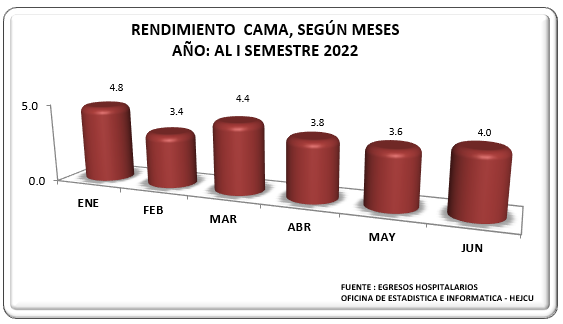 RENDIMIENTO CAMA, SEGÚN MESES
AÑO: AL I SEMESTRE 2022
5.0
0.0
4.8
3.4
4.4
3.8
3.6
4.0
ENE
FEB
MAR
ABR
MAY
JUN
FUENTE : EGRESOS HOSPITALARIOS
OFICINA DE ESTADISTICA E INFORMATICA - HEJCU